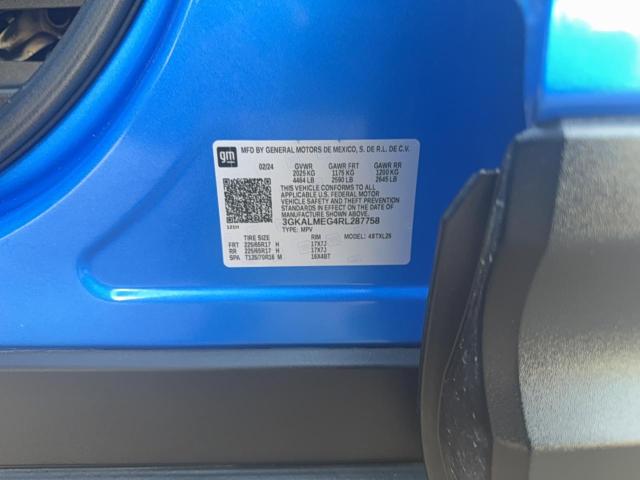 gm
MFD BY GENERAL MOTORS DE MEXICO, S. DE R.L. DE C.V.
02/24 GVWR GAWR FRT GAWR RR
2025 KG 1175 KG 1200 KG
4464 LB 2590 LB 2645 LB
THIS VEHICLE CONFORMS TO ALL
APPLICABLE U.S. FEDERAL MOTOR
VEHICLE SAFETY AND THEFT PREVENTION
STANDARDS IN EFFECT ON THE DATE OF
MANUFACTURE SHOWN ABOVE.
3GKALMEG4RL287758
TYPE: MPV MODEL: 4BTXL26
TIRE SIZE RIM
FRT 225/65R17 H 17X7J
RR 225/65R17 H 17X7J
SPA T135/70R16 M 16X4BT